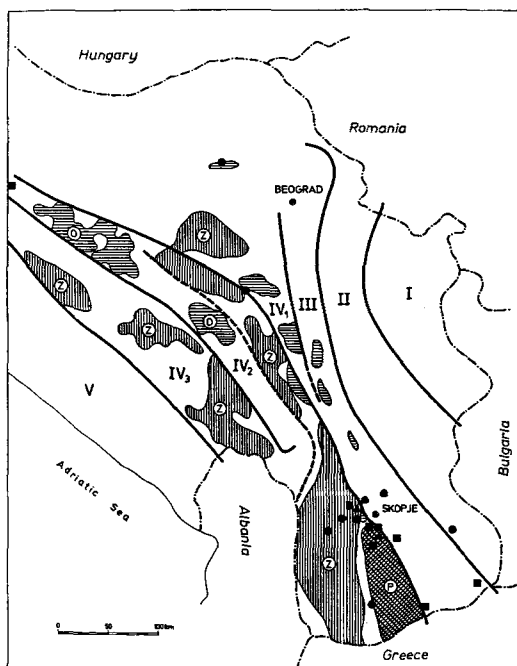 Hungary
Romania
BEOGRAD
O
Z
I
II
III
IV1
Z
O
Z
Z
IV2
IV3
Z
V
Adriatic Sea
Albania
Bulgaria
SKOPJE
Z
P
Greece
0 50 100 km